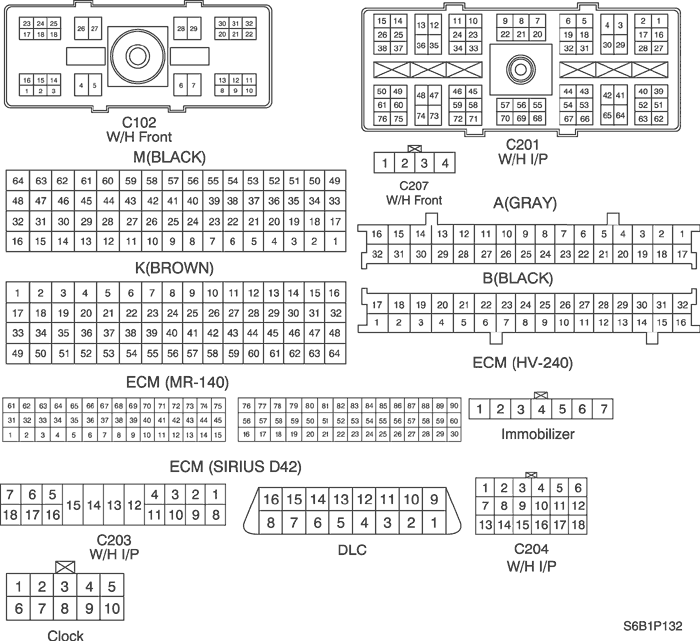 23 24 25 26 27 28 29 30 31 32
17 18 18 20 21 22
16 15 14 4 5 6 7 13 12 11
1 2 3 8 9 10
C102
W/H Front
15 14 13 12 11 10 9 8 7 6 5 4 3 2 1
26 25 24 23 22 21 20 19 18 17 16
38 37 36 35 34 33 32 31 30 29 28 27
50 49 48 47 46 45 44 43 42 41 40 39
61 60 59 58 57 56 55 54 53 52 51
76 75 74 73 72 71 70 69 68 67 66 65 64 63 62
C201
W/H I/P
M(BLACK)
64 63 62 61 60 59 58 57 56 55 54 53 52 51 50 49
48 47 46 45 44 43 42 41 40 39 38 37 36 35 34 33
32 31 30 29 28 27 26 25 24 23 22 21 20 19 18 17
16 15 14 13 12 11 10 9 8 7 6 5 4 3 2 1
1 2 3 4
C207
W/H Front
A(GRAY)
16 15 14 13 12 11 10 9 8 7 6 5 4 3 2 1
32 31 30 29 28 27 26 25 24 23 22 21 20 19 18 17
K(BROWN)
1 2 3 4 5 6 7 8 9 10 11 12 13 14 15 16
17 18 19 20 21 22 23 24 25 26 27 28 29 30 31 32
33 34 35 36 37 38 39 40 41 42 43 44 45 46 47 48
49 50 51 52 53 54 55 56 57 58 59 60 61 62 63 64
ECM (MR-140)
B(BLACK)
17 18 19 20 21 22 23 24 25 26 27 28 29 30 31 32
1 2 3 4 5 6 7 8 9 10 11 12 13 14 15 16
ECM (HV-240)
61 62 63 64 65 66 67 68 69 70 71 72 73 74 75
31 32 33 34 35 36 37 38 39 40 41 42 43 44 45
1 2 3 4 5 6 7 8 9 10 11 12 13 14 15
76 77 78 79 80 81 82 83 84 85 86 87 88 89 90
56 57 58 59 50 51 52 53 54 55 56 57 58 59 60
16 17 18 19 20 21 22 23 24 25 26 27 28 29 30
ECM (SIRIUS D42)
1 2 3 4 5 6 7
Immobilizer
7 6 5 15 14 13 12 4 3 2 1
18 17 16 11 10 9 8
C203
W/H I/P
16 15 14 13 12 11 10 9
8 7 6 5 4 3 2 1
DLC
1 2 3 4 5 6
7 8 9 10 11 12
13 14 15 16 17 18
C204
W/H I/P
1 2 3 4 5
6 7 8 9 10
Clock
S6B1P132